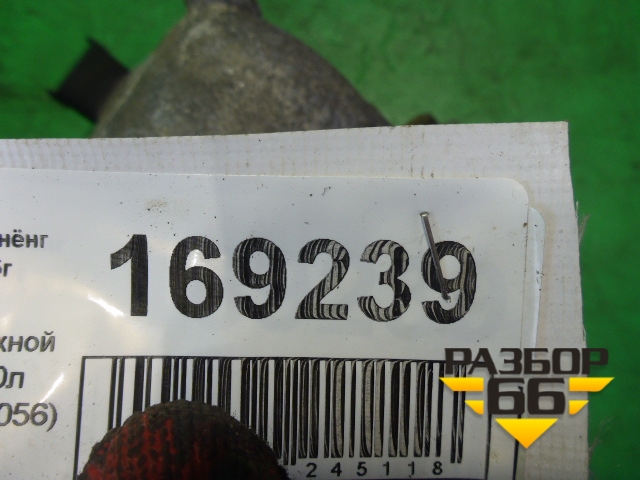 нёнг
169239
г
жной
0л
056)
245118
РАЗБОР
66